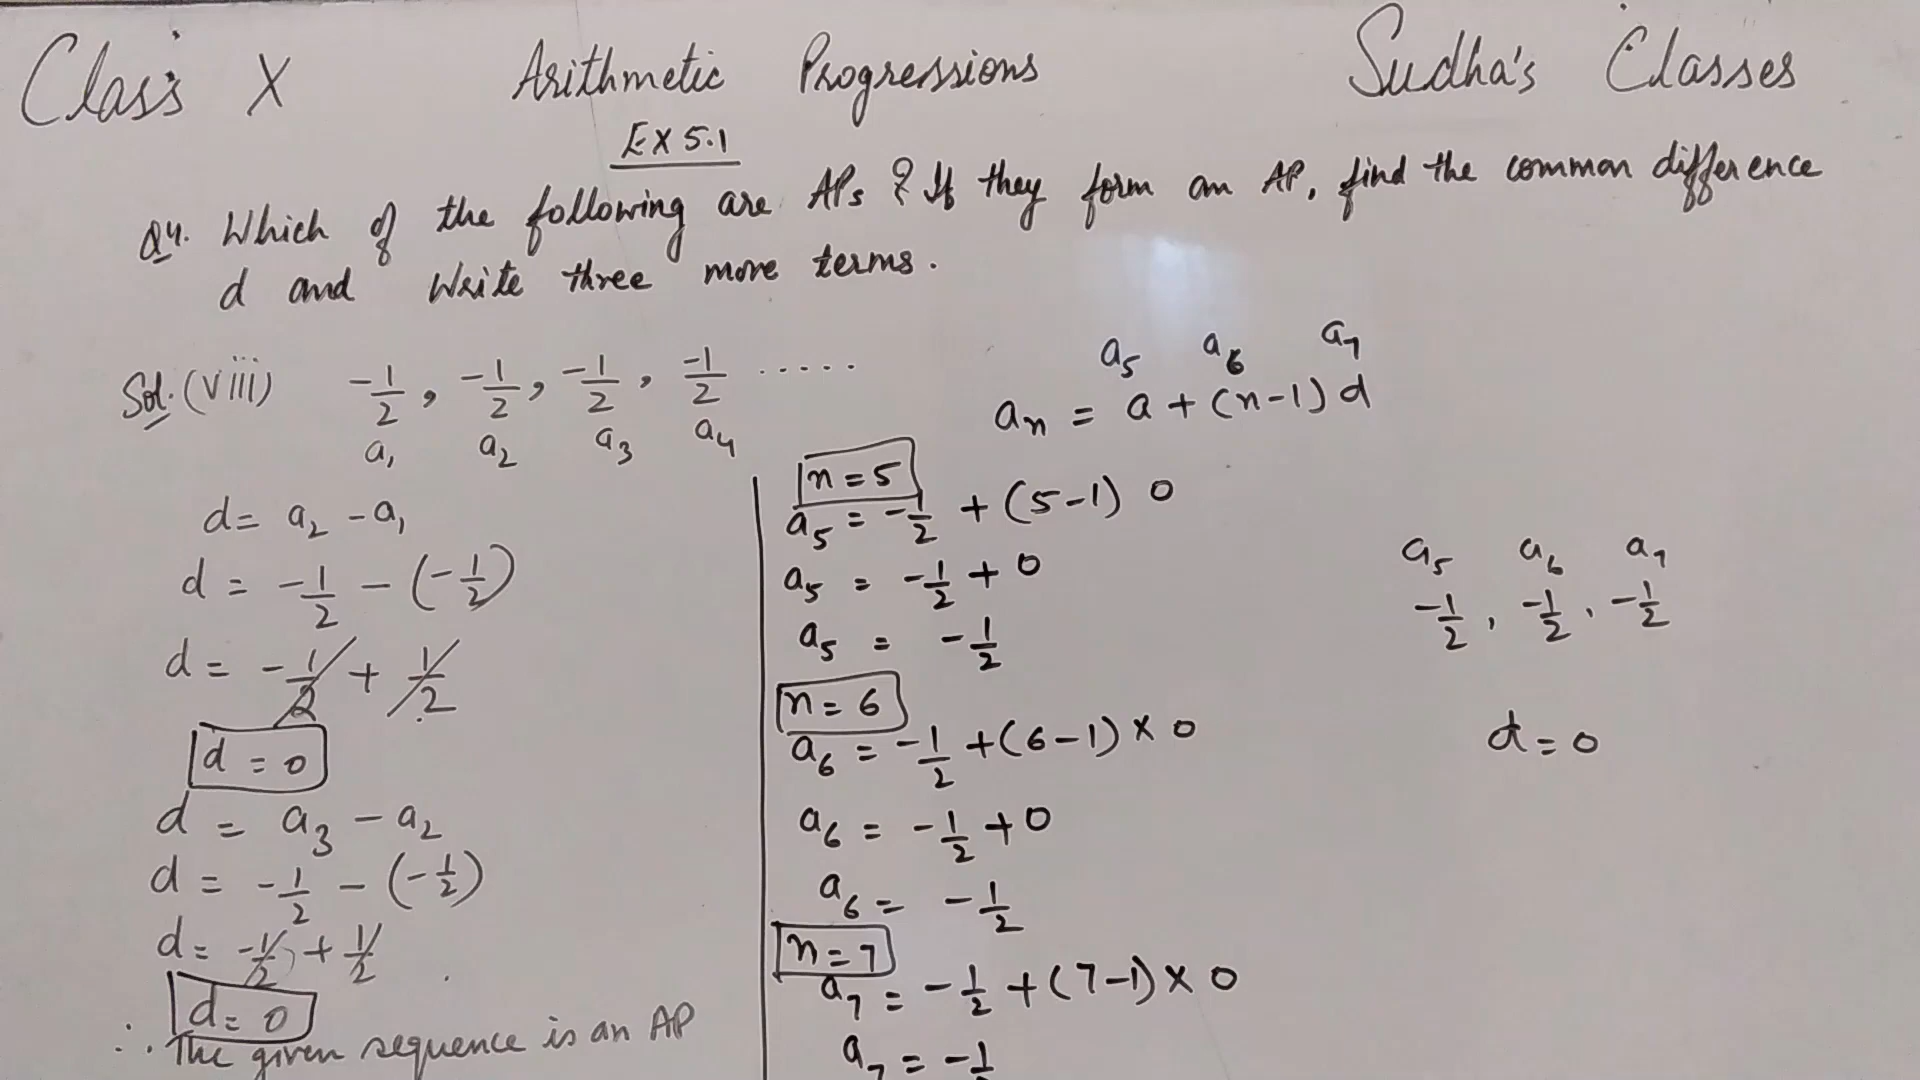 Class X Arithmetic Progressions Sudha's Classes
EX 5.1
Q4. Which of the following are APs ? If they form an AP, find the common difference
d and write three more terms.
Sol. (viii) -1/2, -1/2, -1/2, -1/2 .....
a1 a2 a3 a4
d = a2 - a1
d = -1/2 - (-1/2)
d = -1/2 + 1/2
d = 0
d = a3 - a2
d = -1/2 - (-1/2)
d = -1/2 + 1/2
d = 0
∴ The given sequence is an AP
a5 a6 a7
an = a + (n-1) d
n = 5
a5 = -1/2 + (5-1) 0
a5 = -1/2 + 0
a5 = -1/2
n = 6
a6 = -1/2 + (6-1) × 0
a6 = -1/2 + 0
a6 = -1/2
n = 7
a7 = -1/2 + (7-1) × 0
a7 = -1/2
a5 a6 a7
-1/2, -1/2, -1/2
d = 0